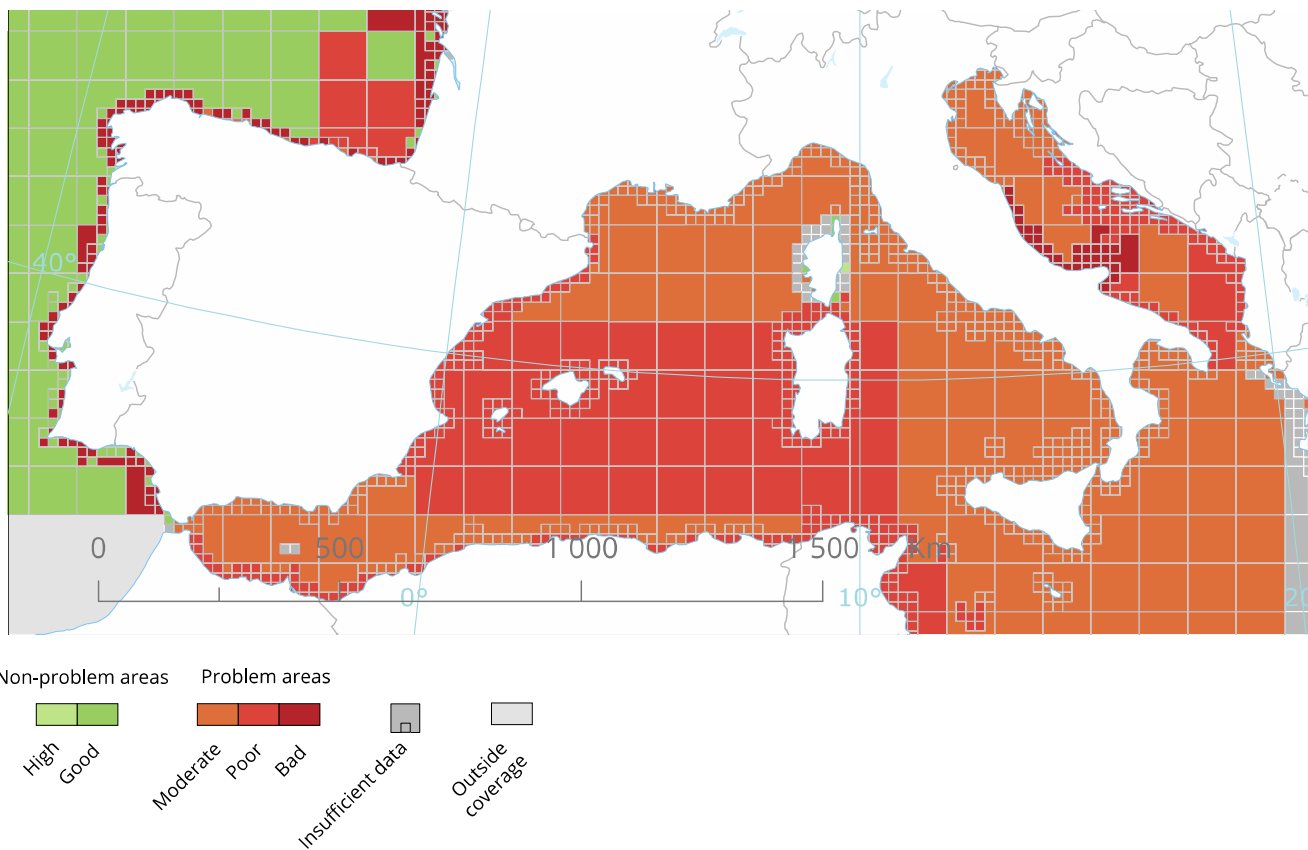 40°
0
500
1 000
1 500
Km
0°
10°
20
Non-problem areas
Problem areas
High
Good
Moderate
Poor
Bad
Insufficient data
Outside
coverage